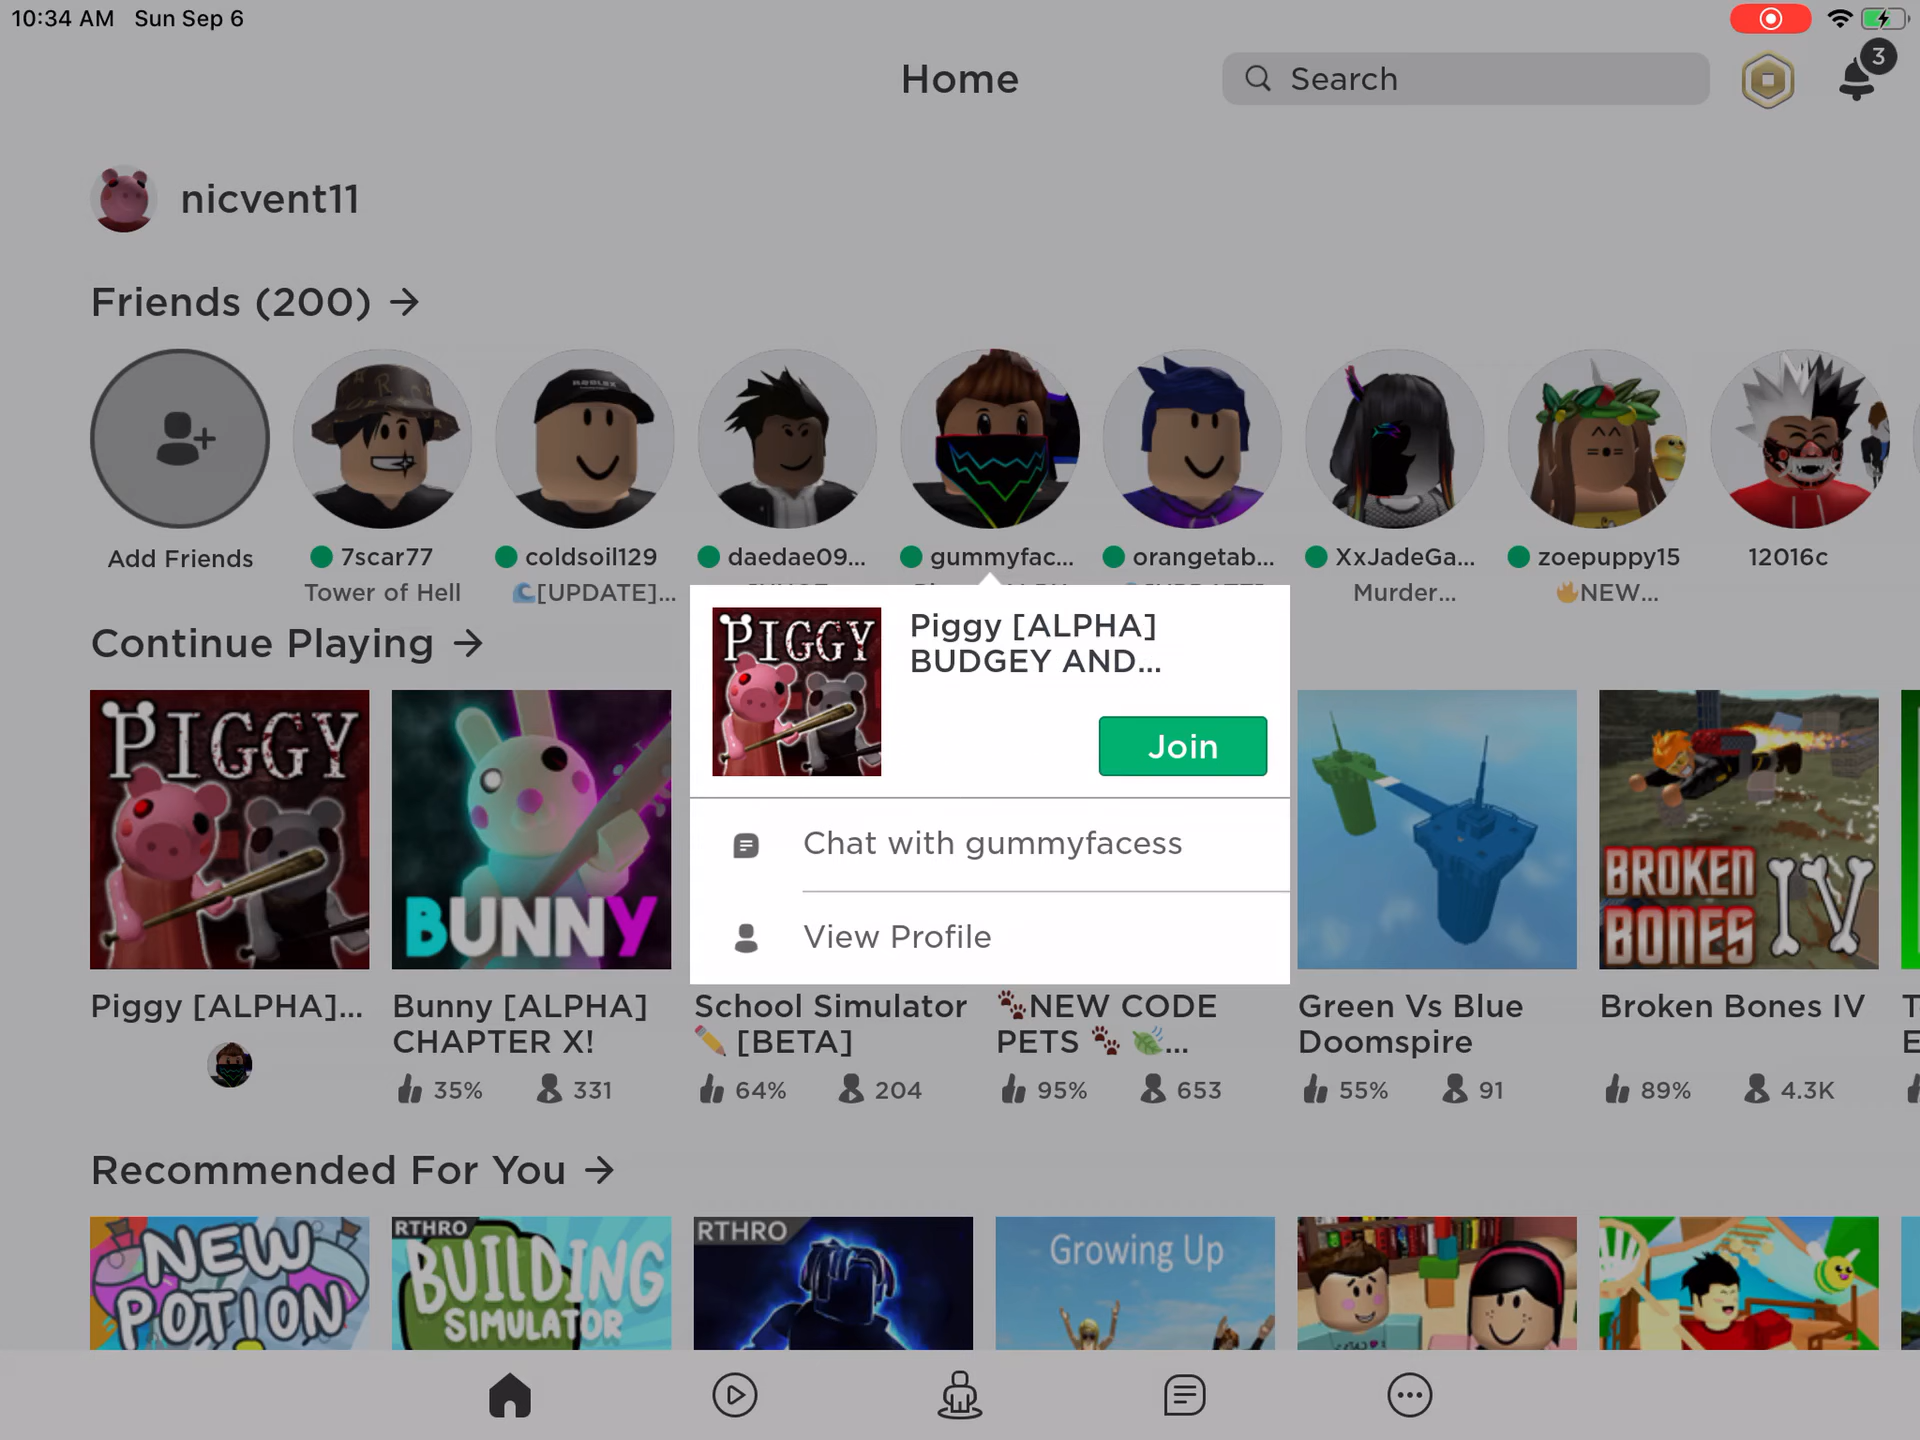 10:34 AM Sun Sep 6
Home
Search
3
nicvent11
Friends (200) →
Add Friends
7scar77
coldsoil129
daedae09...
gummyfac...
orangetab...
XxJadeGa...
zoepuppy15
12016c
Tower of Hell
🌊[UPDATE]...
Murder...
🔥NEW...
Piggy [ALPHA]
BUDGEY AND...
PIGGY
Join
Chat with gummyfacess
View Profile
Continue Playing →
PIGGY
BUNNY
BROKEN
BONES IV
Piggy [ALPHA]...
Bunny [ALPHA]
CHAPTER X!
School Simulator
✏️ [BETA]
🐾NEW CODE
PETS 🐾 🍃...
Green Vs Blue
Doomspire
Broken Bones IV
35% 331
64% 204
95% 653
55% 91
89% 4.3K
Recommended For You →
NEW
POTION
RTHRO
BUILDING
SIMULATOR
RTHRO
Growing Up